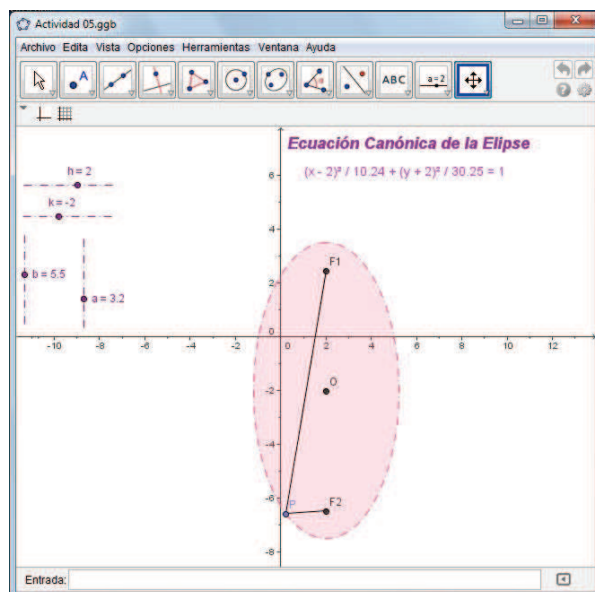 Actividad 05.ggb
Archivo Edita Vista Opciones Herramientas Ventana Ayuda
A ABC a=2
Ecuación Canónica de la Elipse
(x - 2)² / 10.24 + (y + 2)² / 30.25 = 1
h = 2
k = -2
b = 5.5
a = 3.2
6
4
2
0
-2
-4
-6
-8
-10 -8 -6 -4 -2 0 2 4 6 8 10 12
F1
O
P
F2
Entrada: